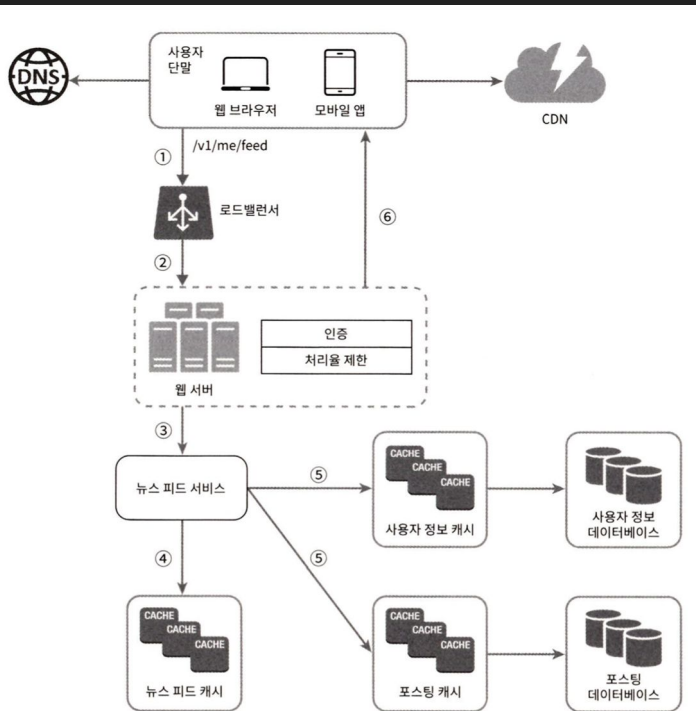 사용자
단말
DNS
웹 브라우저
모바일 앱
CDN
①
/v1/me/feed
로드밸런서
⑥
②
인증
처리율 제한
웹 서버
③
뉴스 피드 서비스
⑤
CACHE
CACHE
CACHE
사용자 정보 캐시
사용자 정보
데이터베이스
④
⑤
CACHE
CACHE
CACHE
뉴스 피드 캐시
CACHE
CACHE
CACHE
포스팅 캐시
포스팅
데이터베이스